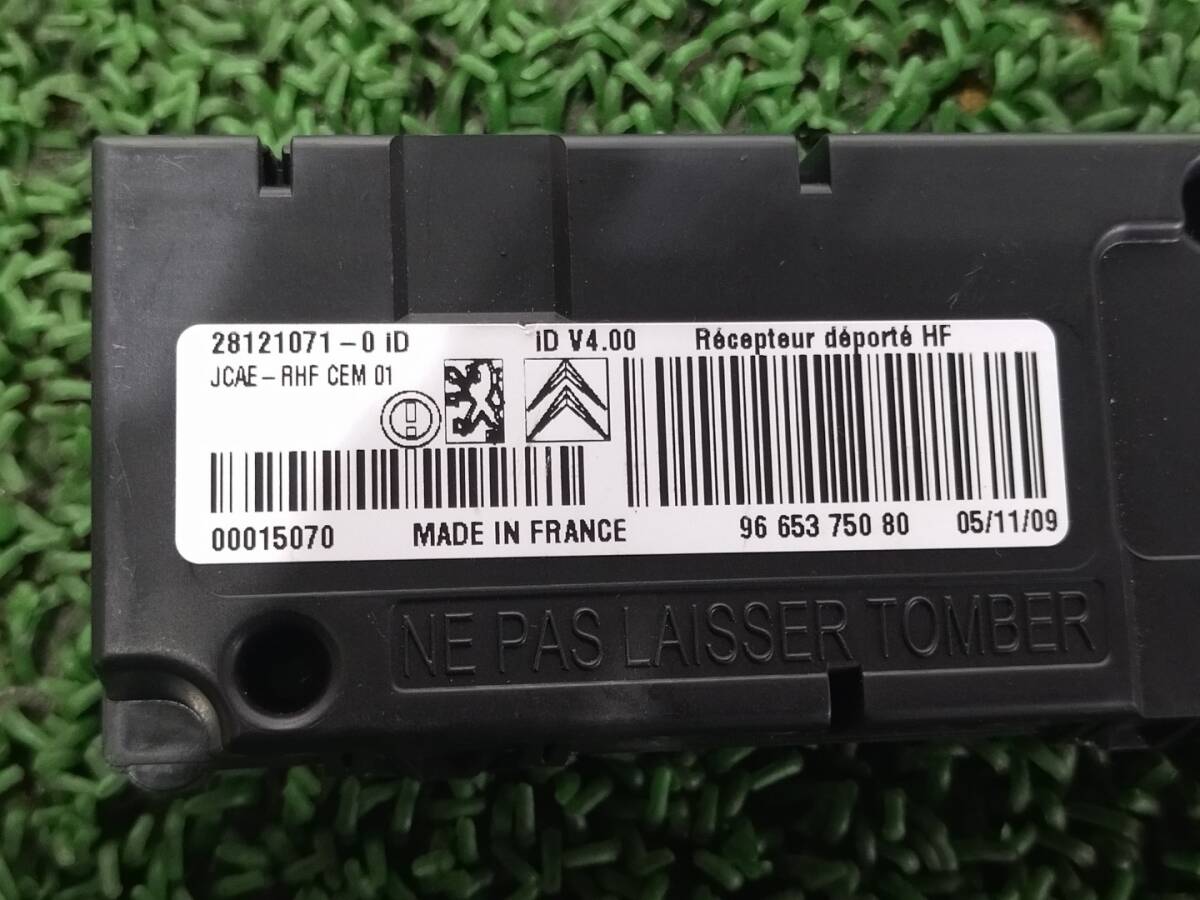 28121071-0 iD iD V4.00 Récepteur déporté HF
JCAE-RHF CEM 01
00015070 MADE IN FRANCE 96 653 750 80 05/11/09
NE PAS LAISSER TOMBER